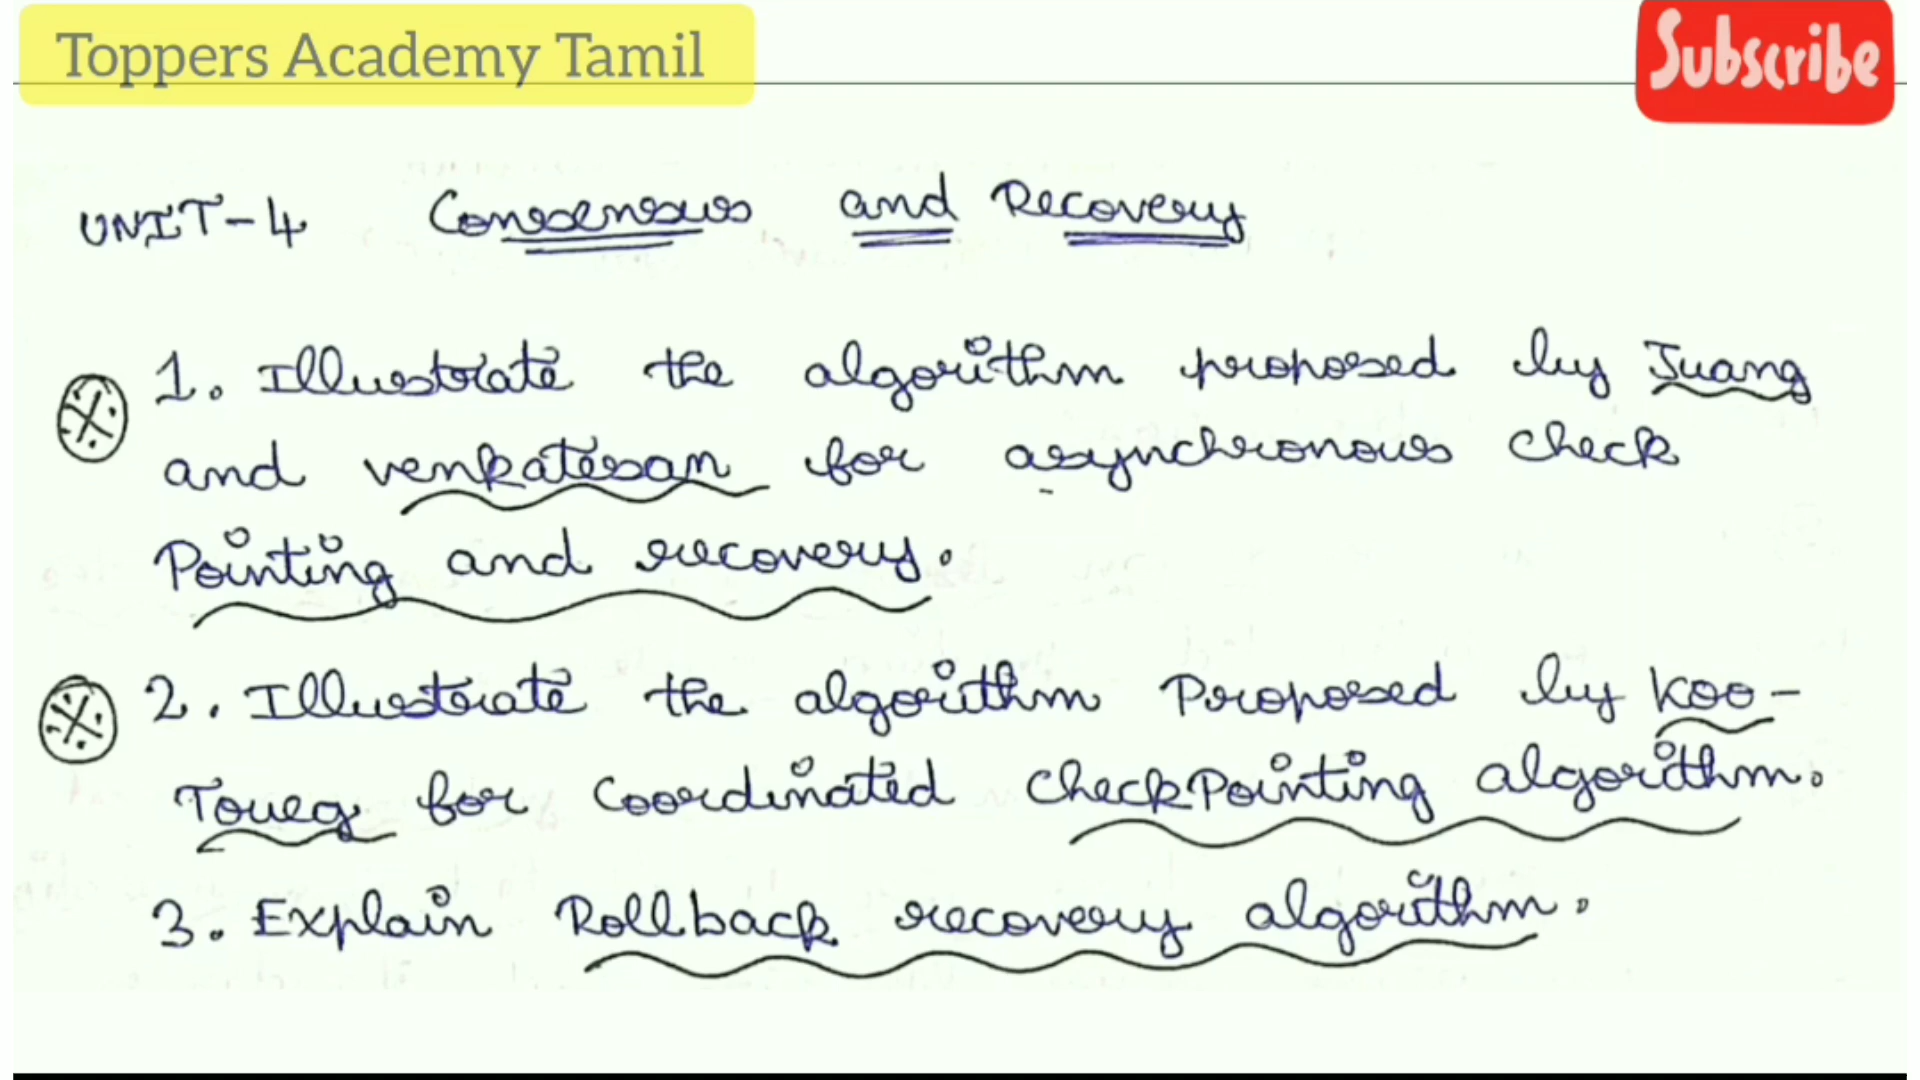 Toppers Academy Tamil
Subscribe
UNIT-4 Consensus and Recovery
1. Illustrate the algorithm proposed by Juang
and venkatesan for asynchronous check
Pointing and recovery.
2. Illustrate the algorithm Proposed by Koo-
Toueg for Coordinated CheckPointing algorithm.
3. Explain Rollback recovery algorithm.